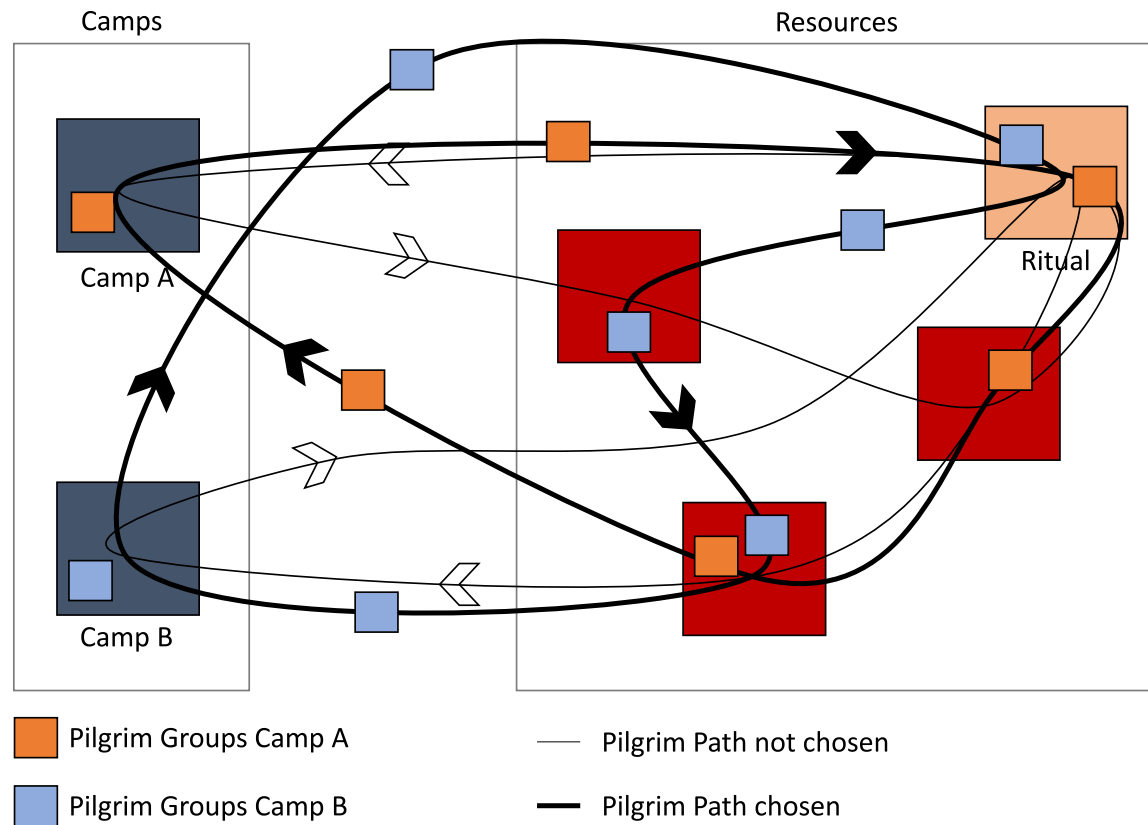 Camps
Resources
Camp A
Ritual
Camp B
Pilgrim Groups Camp A
Pilgrim Path not chosen
Pilgrim Groups Camp B
Pilgrim Path chosen